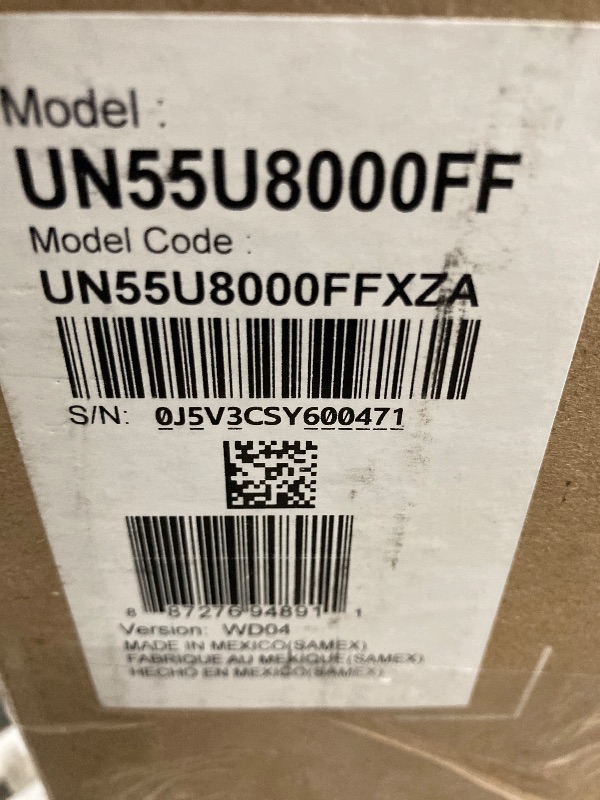 Model :
UN55U8000FF
Model Code :
UN55U8000FFXZA
S/N: 0J5V3CSY600471
8 87276 94891 1
Version: WD04
MADE IN MEXICO(SAMEX)
FABRIQUE AU MEXIQUE(SAMEX)
HECHO EN MEXICO(SAMEX)